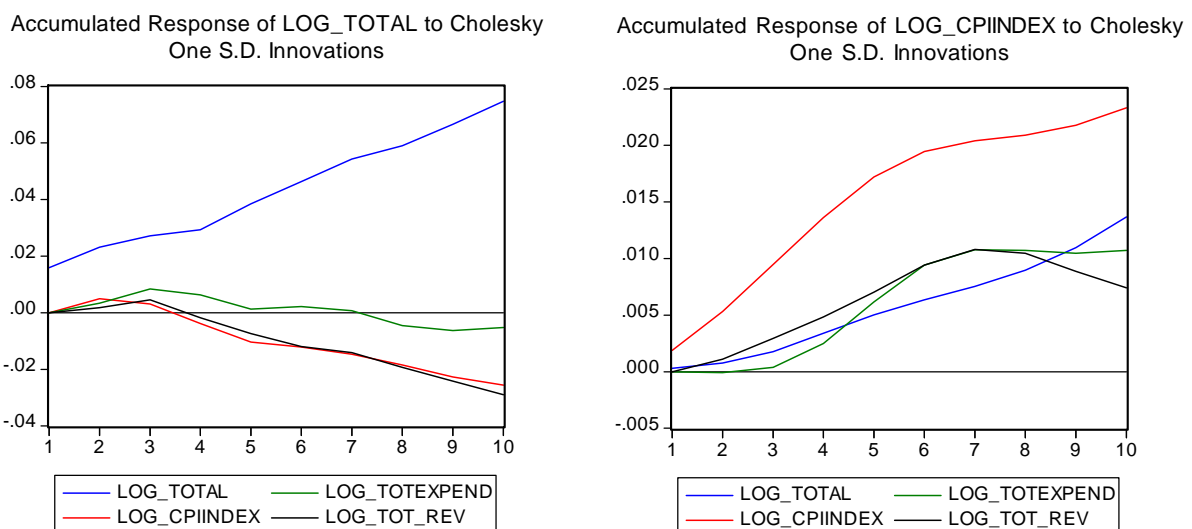 Accumulated Response of LOG_TOTAL to Cholesky
One S.D. Innovations
.08
.06
.04
.02
.00
-.02
-.04
1 2 3 4 5 6 7 8 9 10
LOG_TOTAL LOG_TOTEXPEND
LOG_CPIINDEX LOG_TOT_REV
Accumulated Response of LOG_CPIINDEX to Cholesky
One S.D. Innovations
.025
.020
.015
.010
.005
.000
-.005
1 2 3 4 5 6 7 8 9 10
LOG_TOTAL LOG_TOTEXPEND
LOG_CPIINDEX LOG_TOT_REV